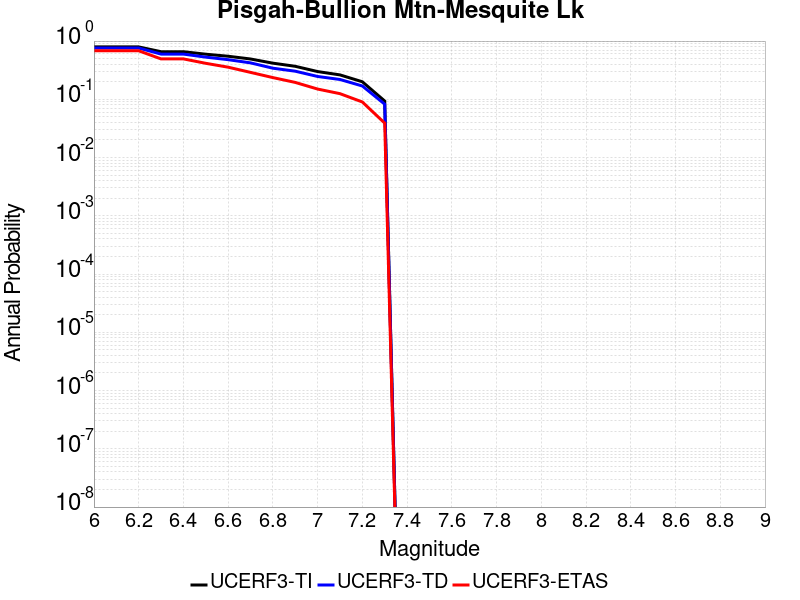 Pisgah-Bullion Mtn-Mesquite Lk
Annual Probability
10^0
10^-1
10^-2
10^-3
10^-4
10^-5
10^-6
10^-7
10^-8
6 6.2 6.4 6.6 6.8 7 7.2 7.4 7.6 7.8 8 8.2 8.4 8.6 8.8 9
Magnitude
UCERF3-TI UCERF3-TD UCERF3-ETAS